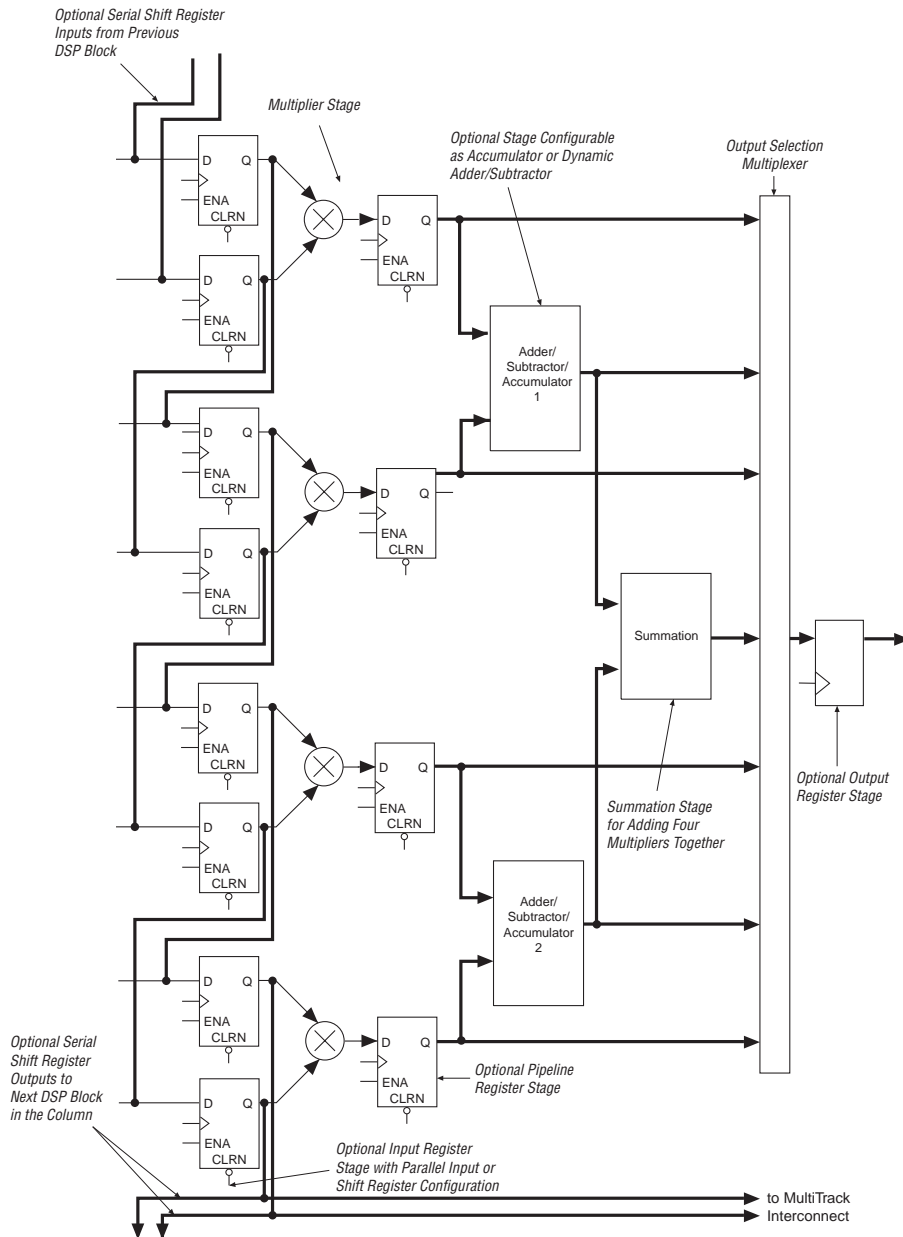 Optional Serial Shift Register
Inputs from Previous
DSP Block
Multiplier Stage
Optional Stage Configurable
as Accumulator or Dynamic
Adder/Subtractor
Output Selection
Multiplexer
D Q
ENA
CLRN
D Q
ENA
CLRN
D Q
ENA
CLRN
Adder/
Subtractor/
Accumulator
1
D Q
ENA
CLRN
D Q
ENA
CLRN
D Q
ENA
CLRN
Summation
D Q
ENA
CLRN
D Q
ENA
CLRN
D Q
ENA
CLRN
Summation Stage
for Adding Four
Multipliers Together
Optional Output
Register Stage
Adder/
Subtractor/
Accumulator
2
D Q
ENA
CLRN
D Q
ENA
CLRN
D Q
ENA
CLRN
Optional Pipeline
Register Stage
Optional Serial
Shift Register
Outputs to
Next DSP Block
in the Column
Optional Input Register
Stage with Parallel Input or
Shift Register Configuration
to MultiTrack
Interconnect